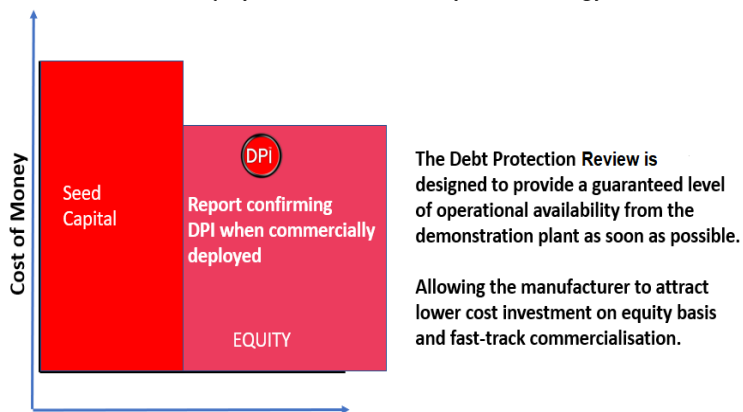 Cost of Money
Seed
Capital
DPi
Report confirming
DPI when commercially
deployed
EQUITY
The Debt Protection Review is
designed to provide a guaranteed level
of operational availability from the
demonstration plant as soon as possible.
Allowing the manufacturer to attract
lower cost investment on equity basis
and fast-track commercialisation.